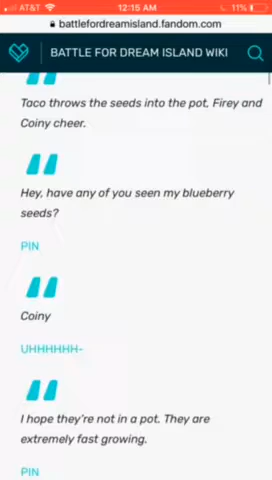 AT&T 12:15 AM 11%
battlefordreamisland.fandom.com
BATTLE FOR DREAM ISLAND WIKI
Taco throws the seeds into the pot, Firey and
Coiny cheer.
Hey, have any of you seen my blueberry
seeds?
PIN
Coiny
UHHHHHH-
I hope they're not in a pot. They are
extremely fast growing.
PIN